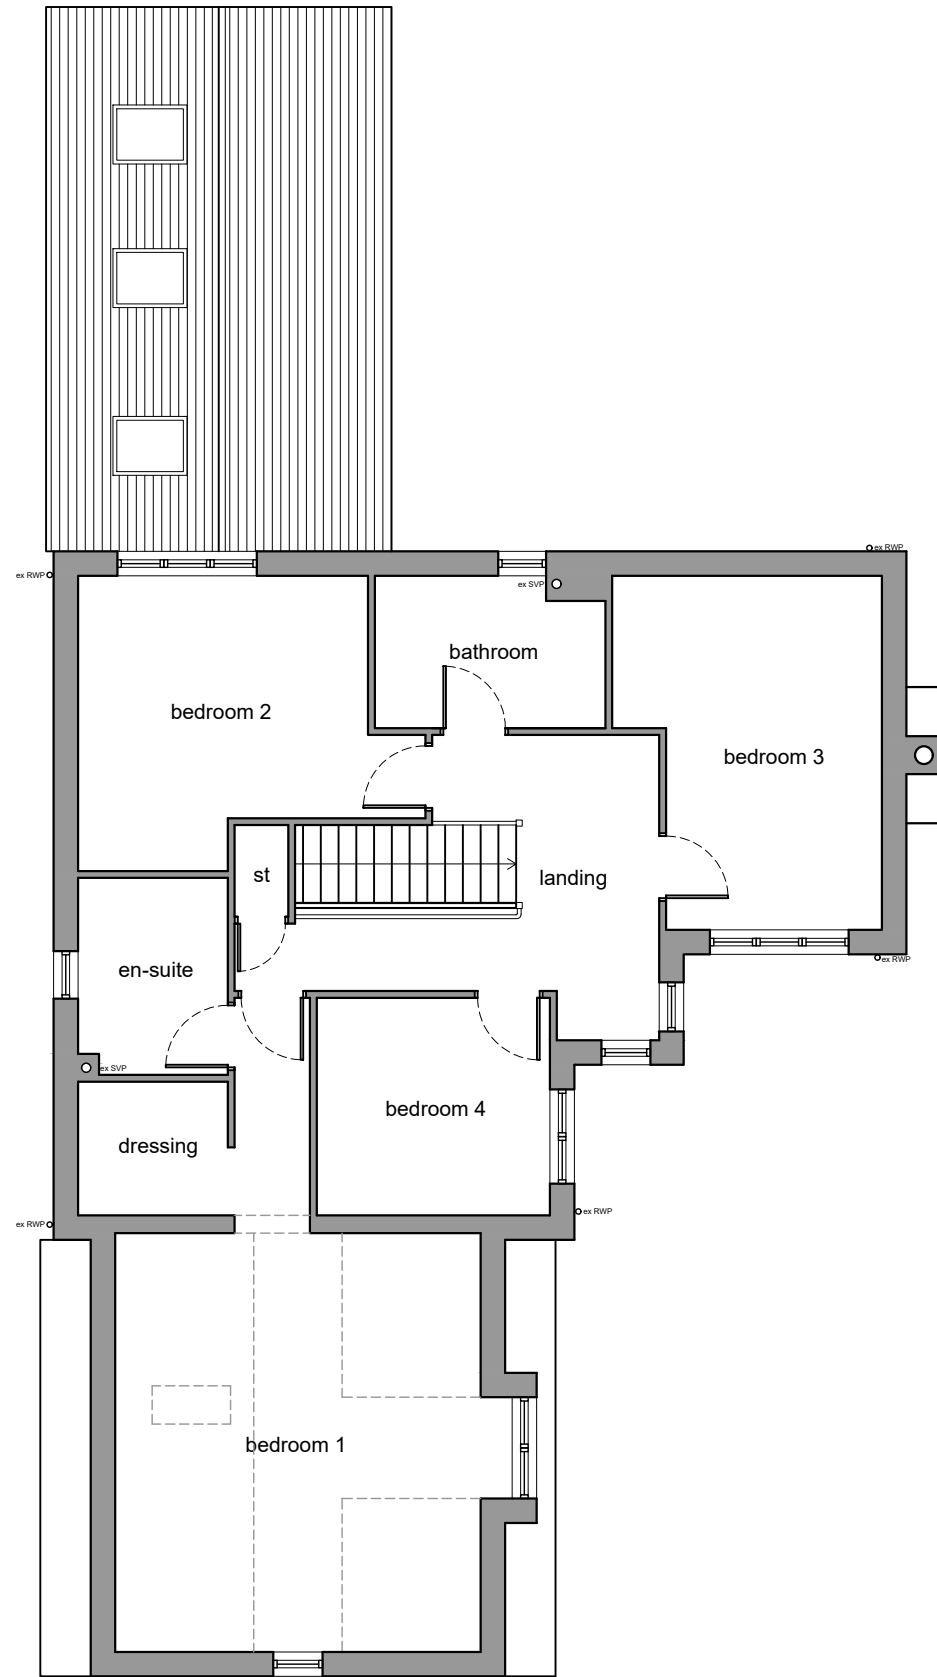 ex RWP
ex RWP
ex SVP
bathroom
bedroom 2
bedroom 3
st
landing
ex RWP
en-suite
ex SVP
bedroom 4
dressing
ex RWP
ex RWP
bedroom 1